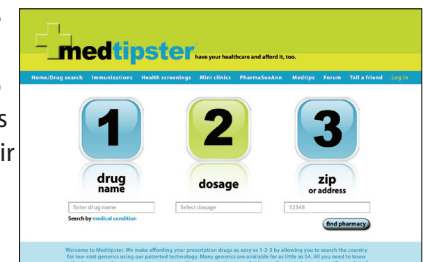 s
ir
medtipster have your healthcare and afford it, too.
Home/Drug search Immunizations Health screenings Mini clinics PharmaSueAnn Medtips Forum Tell a friend Log In
1 2 3
drug name dosage zip or address
Enter drug name Select dosage 12345
Search by medical condition
find pharmacy
Welcome to Medtipster. We make affording your prescription drugs as easy as 1-2-3 by allowing you to search the country
for low-cost generics using our patented technology. Many generics are available for as little as $4. All you need to know